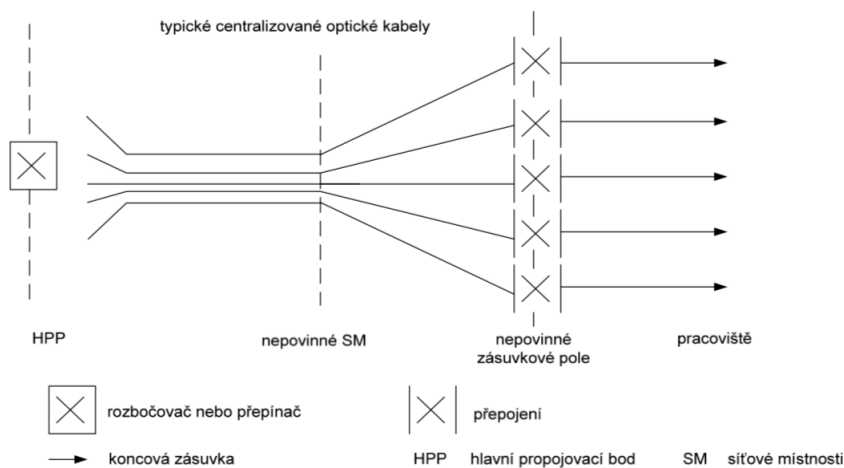 typické centralizované optické kabely
HPP
nepovinné SM
nepovinné
zásuvkové pole
pracoviště
rozbočovač nebo přepínač
přepojení
koncová zásuvka
HPP hlavní propojovací bod
SM síťové místnosti